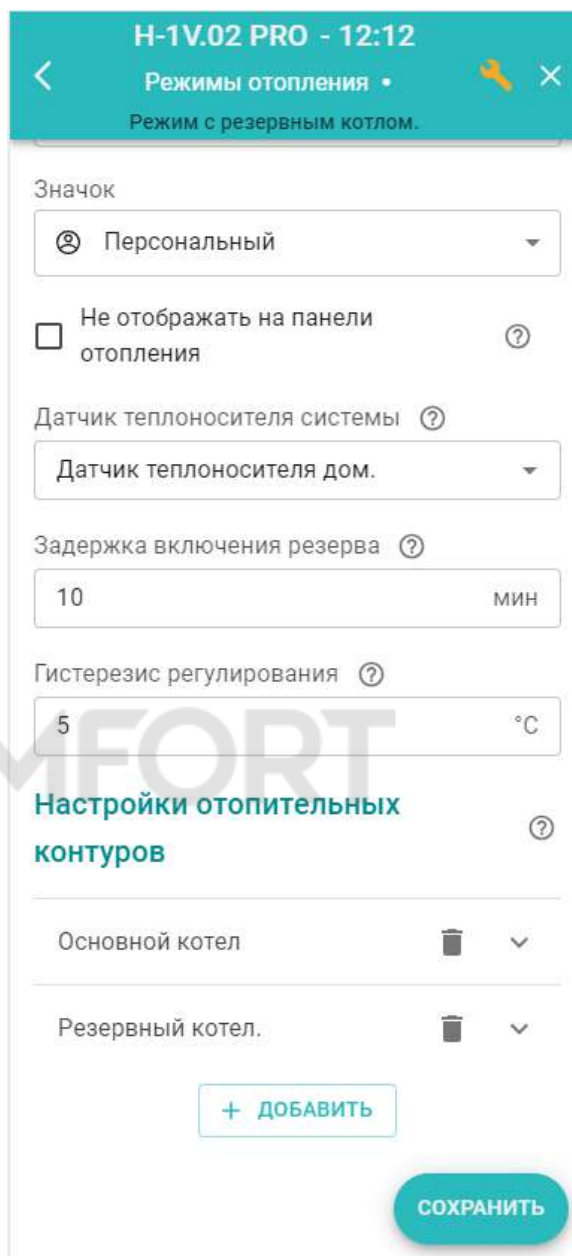 H-1V.02 PRO - 12:12
Режимы отопления •
Режим с резервным котлом.
Значок
Персональный
Не отображать на панели
отопления
Датчик теплоносителя системы
Датчик теплоносителя дом.
Задержка включения резерва
10 мин
Гистерезис регулирования
5 °C
MFORT
Настройки отопительных
контуров
Основной котел
Резервный котел.
+ ДОБАВИТЬ
СОХРАНИТЬ